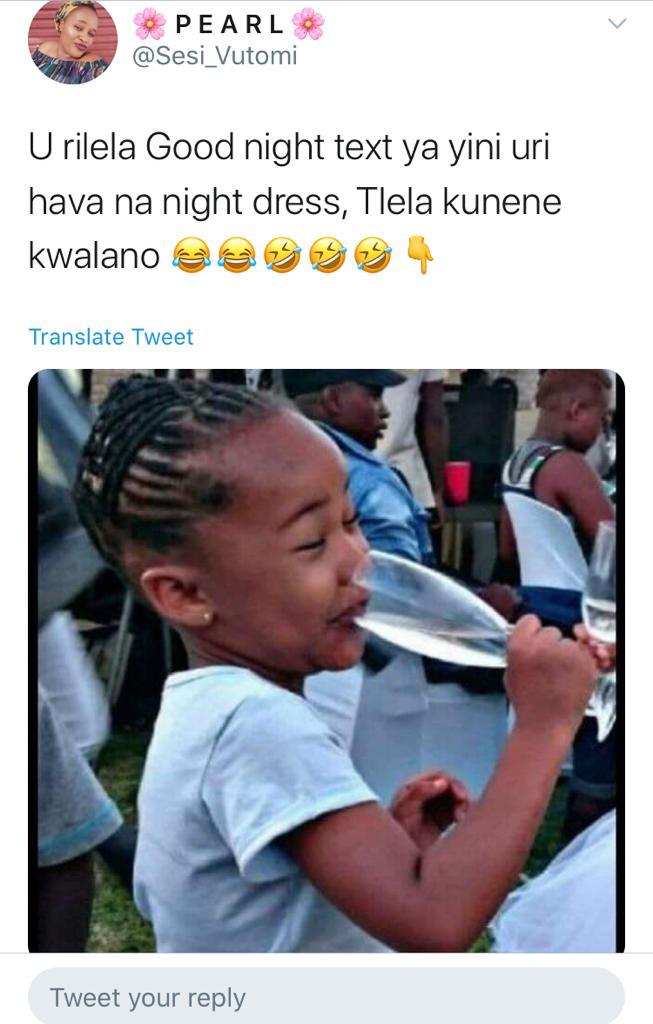 🌸 P E A R L 🌸
@Sesi_Vutomi
U rilela Good night text ya yini uri
hava na night dress, Tlela kunene
kwalano 😂😂🤣🤣🤣👇
Translate Tweet
Tweet your reply